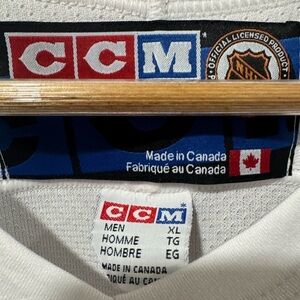 CCM
OFFICIAL LICENSED PRODUCT
NHL
Made in Canada
Fabriqué au Canada
CCM
MEN XL
HOMME TG
HOMBRE EG
MADE IN CANADA